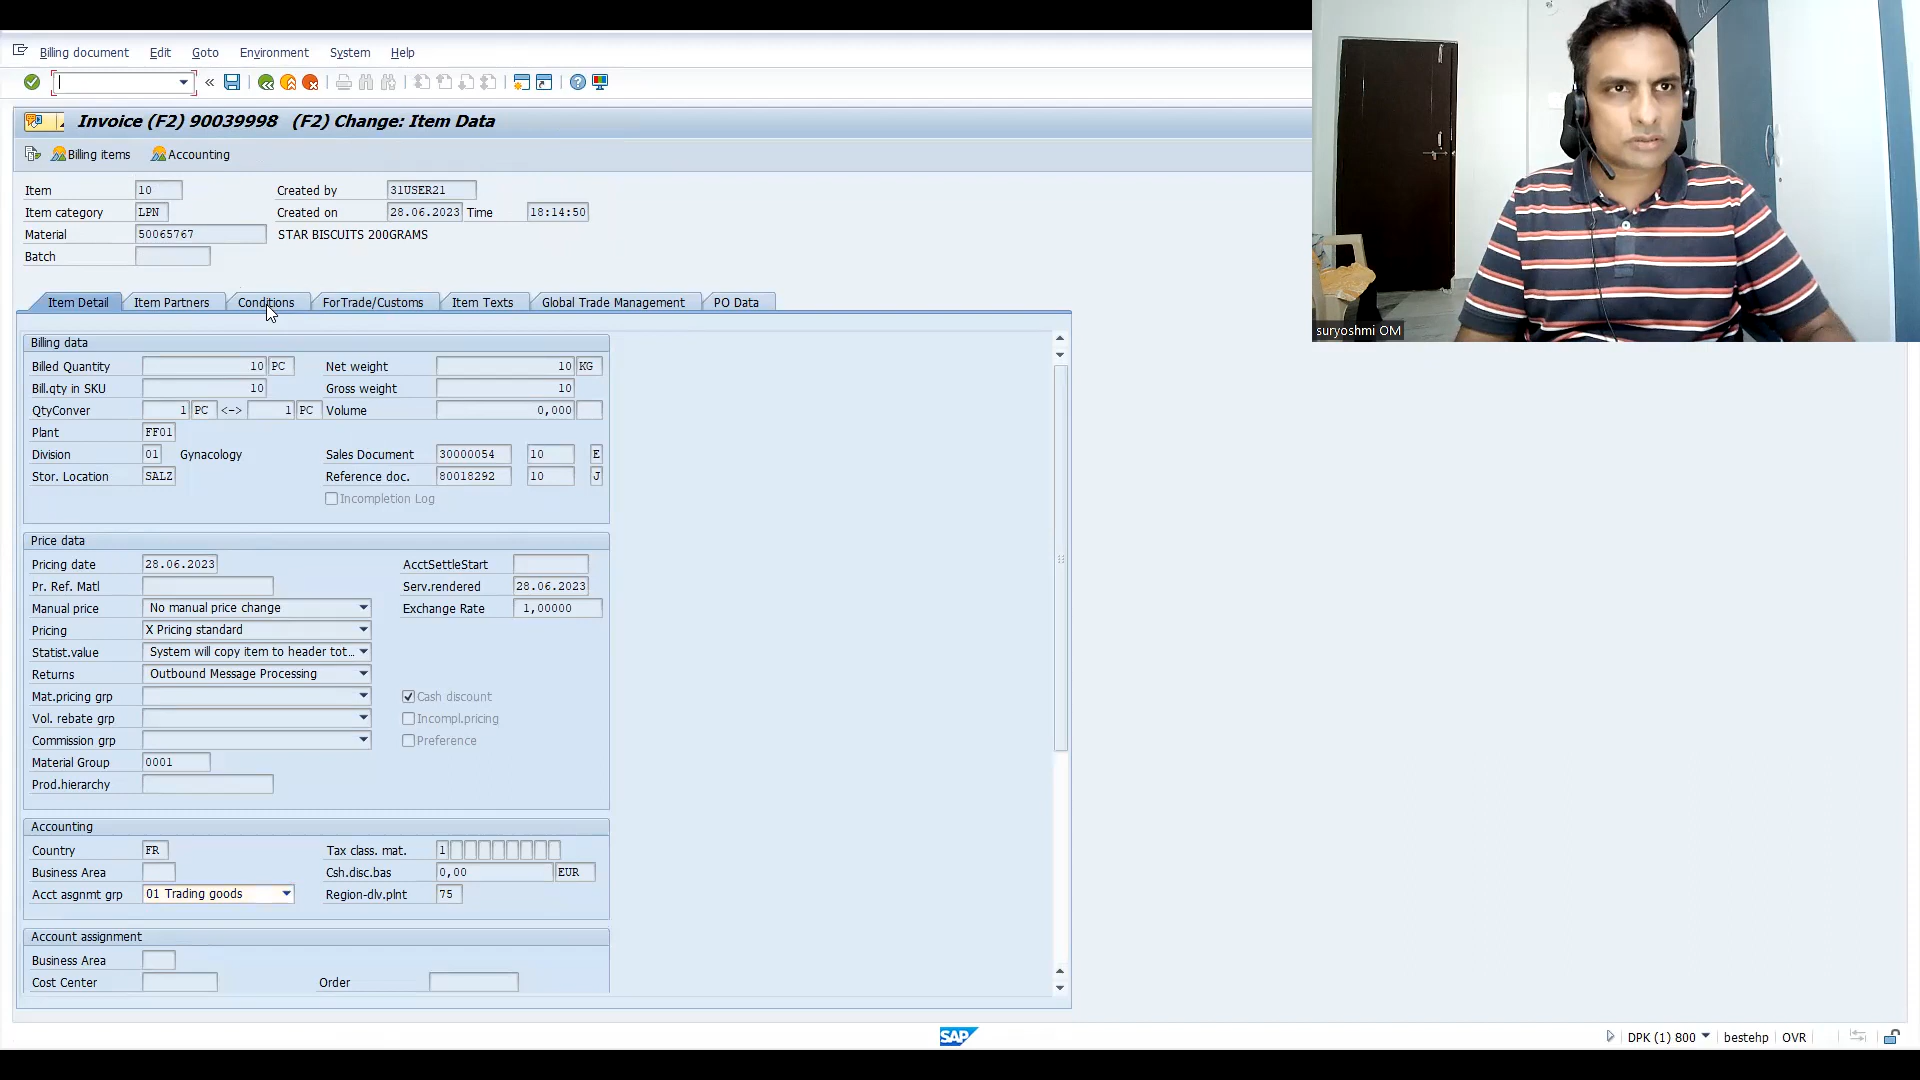 Billing document Edit Goto Environment System Help
Invoice (F2) 90039998 (F2) Change: Item Data
Billing items Accounting
Item 10 Created by 31USER21
Item category LPN Created on 28.06.2023 Time 18:14:50
Material 50065767 STAR BISCUITS 200GRAMS
Batch
Item Detail Item Partners Conditions ForTrade/Customs Item Texts Global Trade Management PO Data
Billing data
Billed Quantity 10 PC Net weight 10 KG
Bill.qty in SKU 10 Gross weight 10
QtyConver 1 PC <-> 1 PC Volume 0,000
Plant FF01
Division 01 Gynacology Sales Document 30000054 10 E
Stor. Location SALZ Reference doc. 80018292 10 J
Incompletion Log
Price data
Pricing date 28.06.2023 AcctSettleStart
Pr. Ref. Matl Serv.rendered 28.06.2023
Manual price No manual price change Exchange Rate 1,00000
Pricing X Pricing standard
Statist.value System will copy item to header tot...
Returns Outbound Message Processing
Mat.pricing grp Cash discount
Vol. rebate grp Incompl.pricing
Commission grp Preference
Material Group 0001
Prod.hierarchy
Accounting
Country FR Tax class. mat. 1
Business Area Csh.disc.bas 0,00 EUR
Acct asgnmt grp 01 Trading goods Region-dlv.plnt 75
Account assignment
Business Area
Cost Center Order
SAP
DPK (1) 800 bestehp OVR
suryoshmi OM